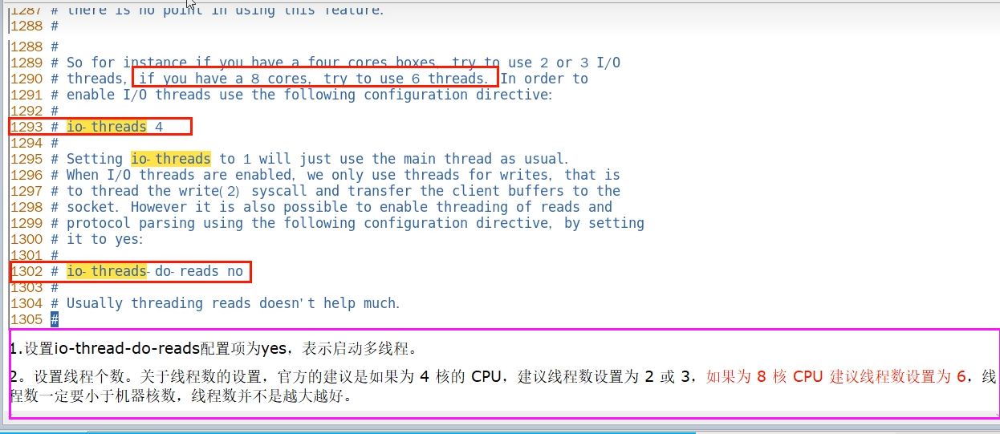 1287 # there is no point in using this feature.
1288 #
1288 #
1289 # So for instance if you have a four cores boxes, try to use 2 or 3 I/O
1290 # threads, if you have a 8 cores, try to use 6 threads. In order to
1291 # enable I/O threads use the following configuration directive:
1292 #
1293 # io-threads 4
1294 #
1295 # Setting io-threads to 1 will just use the main thread as usual.
1296 # When I/O threads are enabled, we only use threads for writes, that is
1297 # to thread the write(2) syscall and transfer the client buffers to the
1298 # socket. However it is also possible to enable threading of reads and
1299 # protocol parsing using the following configuration directive, by setting
1300 # it to yes:
1301 #
1302 # io-threads-do-reads no
1303 #
1304 # Usually threading reads doesn't help much.
1305 #
1.设置io-thread-do-reads配置项为yes，表示启动多线程。
2。设置线程个数。关于线程数的设置，官方的建议是如果为 4 核的 CPU，建议线程数设置为 2 或 3，如果为 8 核 CPU 建议线程数设置为 6，线
程数一定要小于机器核数，线程数并不是越大越好。